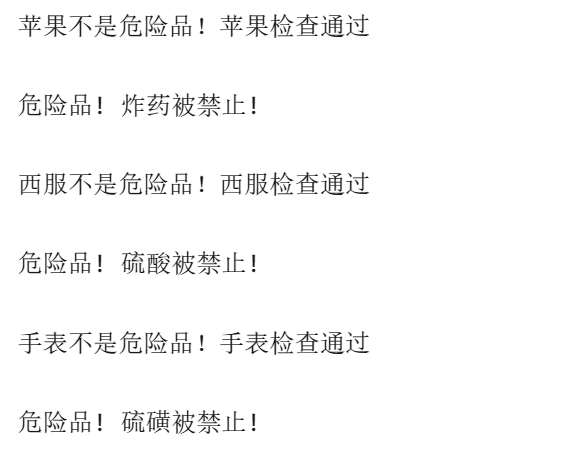 苹果不是危险品！苹果检查通过
危险品！炸药被禁止！
西服不是危险品！西服检查通过
危险品！硫酸被禁止！
手表不是危险品！手表检查通过
危险品！硫磺被禁止！